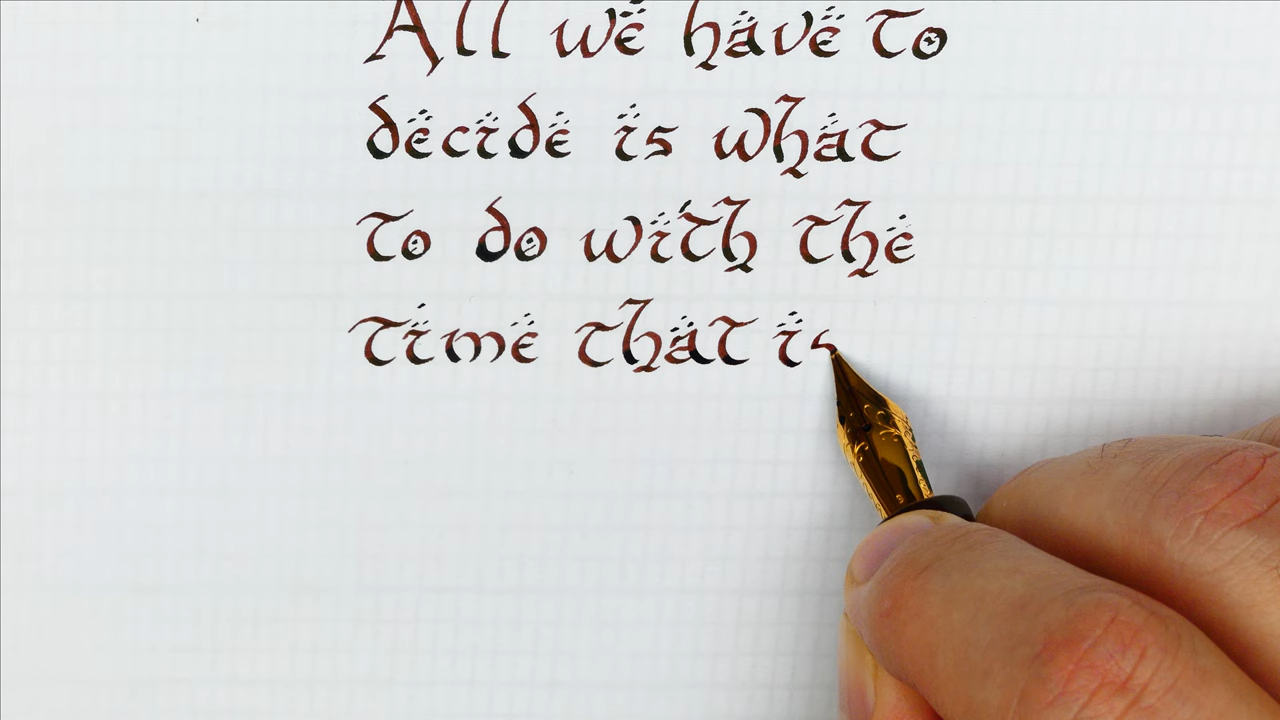 All we have to
decide is what
to do with the
time that is